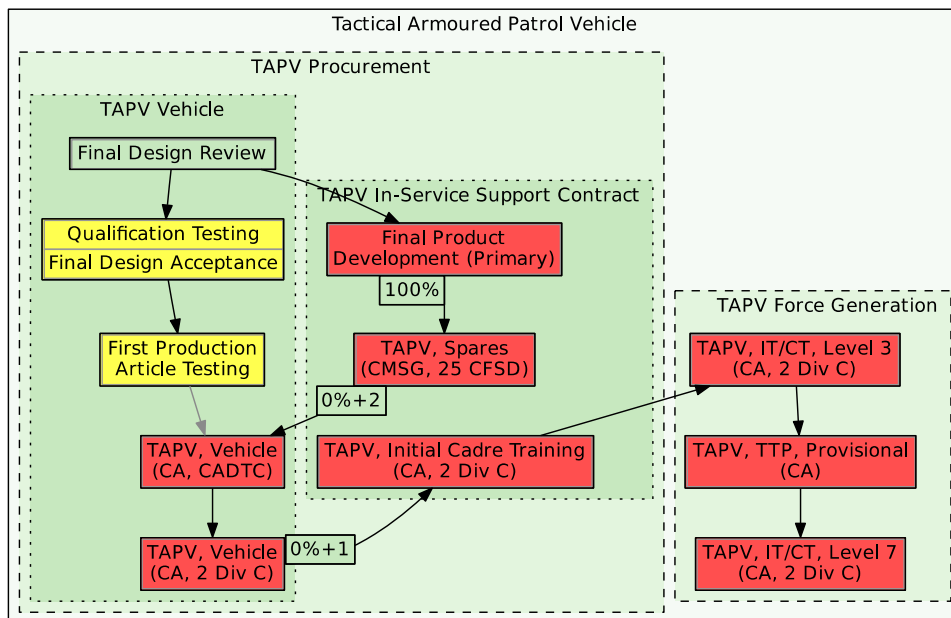 Tactical Armoured Patrol Vehicle
TAPV Procurement
TAPV Vehicle
Final Design Review
Qualification Testing
Final Design Acceptance
First Production
Article Testing
TAPV, Vehicle
(CA, CADTC)
TAPV, Vehicle
(CA, 2 Div C)
0%+1
TAPV In-Service Support Contract
Final Product
Development (Primary)
100%
TAPV, Spares
(CMSG, 25 CFSD)
0%+2
TAPV, Initial Cadre Training
(CA, 2 Div C)
TAPV Force Generation
TAPV, IT/CT, Level 3
(CA, 2 Div C)
TAPV, TTP, Provisional
(CA)
TAPV, IT/CT, Level 7
(CA, 2 Div C)